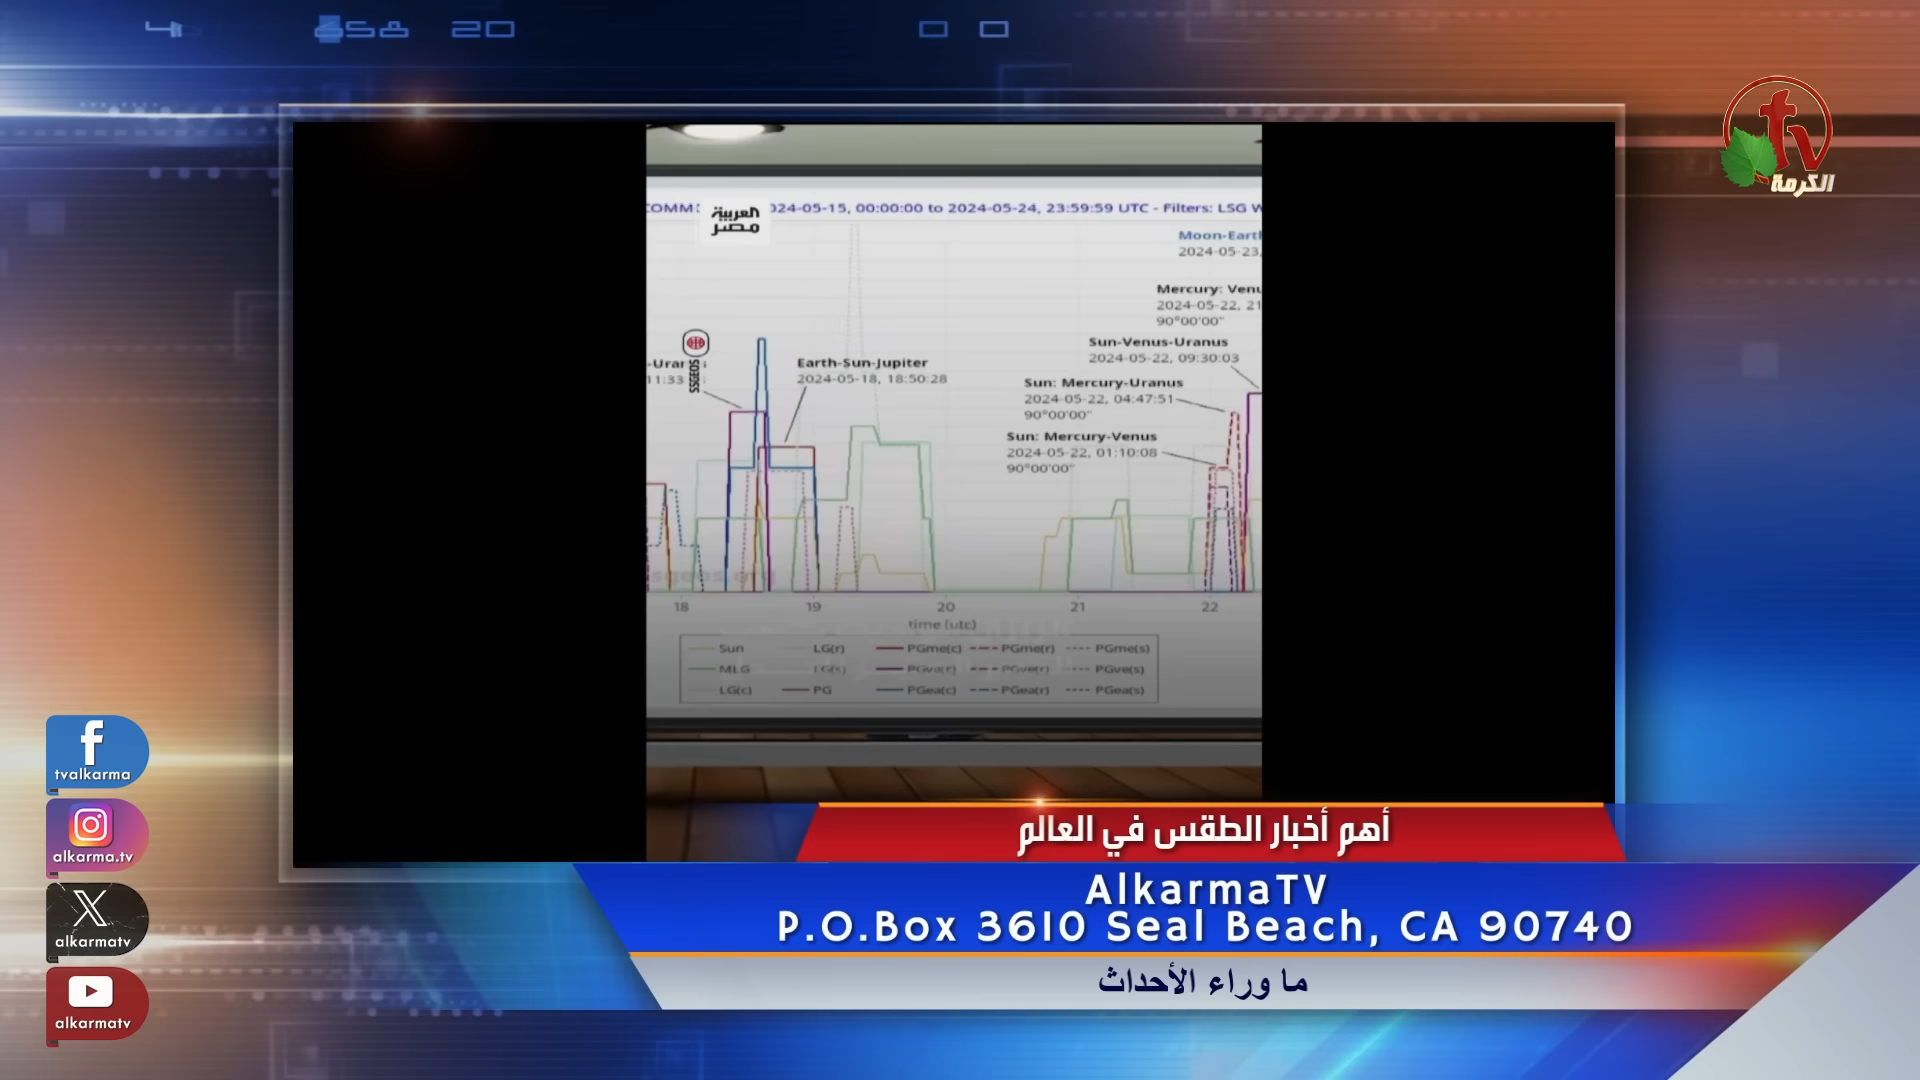 tv
الكرمة
العربية
مصر
024-05-15, 00:00:00 to 2024-05-24, 23:59:59 UTC - Filters: LSG
Moon-Earth
2024-05-23,
Mercury: Venu
2024-05-22, 21
90°00'00"
Sun-Venus-Uranus
2024-05-22, 09:30:03
SSGEOS
11:33
Earth-Sun-Jupiter
2024-05-18, 18:50:28
Sun: Mercury-Uranus
2024-05-22, 04:47:51
90°00'00"
Sun: Mercury-Venus
2024-05-22, 01:10:08
90°00'00"
18 19 20 21 22
time (utc)
Sun LG(r) PGme(c) PGme(r) PGme(s)
MLG LG(s) PGve(c) PGve(r) PGve(s)
LG(c) PG PGea(c) PGea(r) PGea(s)
tvalkarma
alkarma.tv
alkarmatv
alkarmatv
أهم أخبار الطقس في العالم
AlkarmaTV
P.O.Box 3610 Seal Beach, CA 90740
ما وراء الأحداث